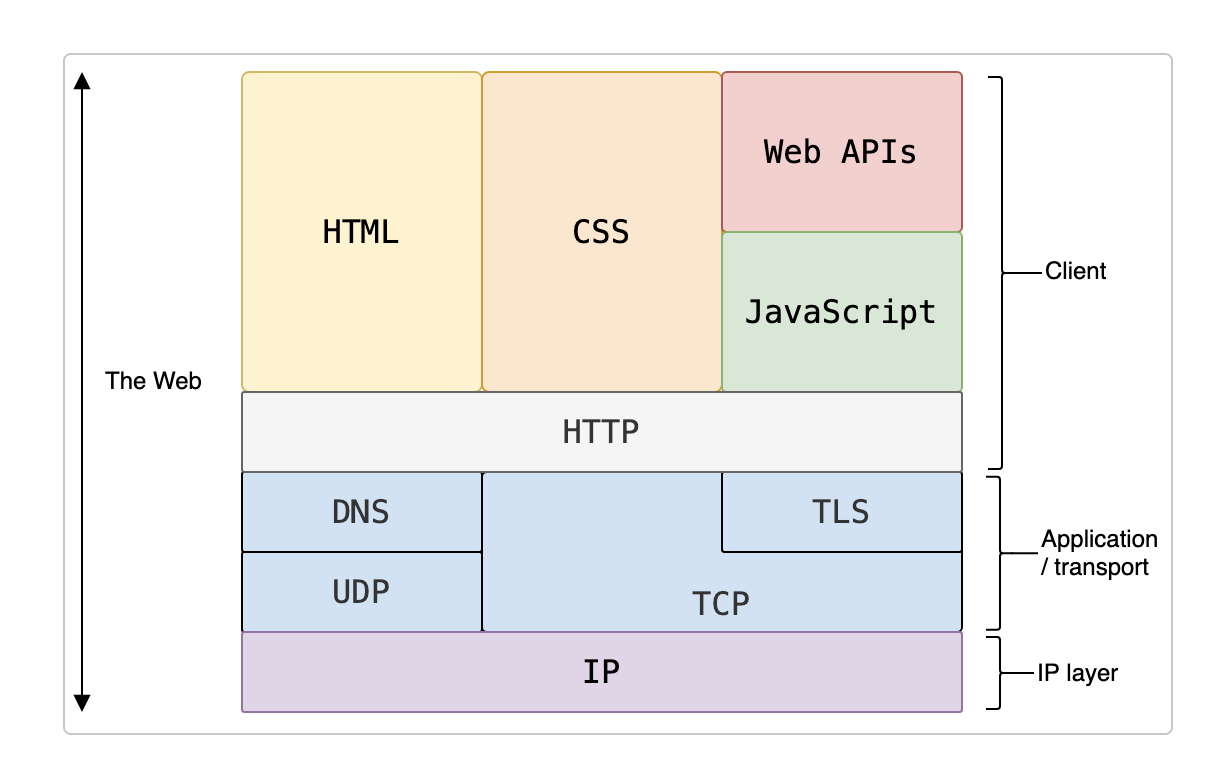 Web APIs
HTML
CSS
Client
JavaScript
The Web
HTTP
DNS
TLS
Application
/ transport
UDP
TCP
IP
IP layer